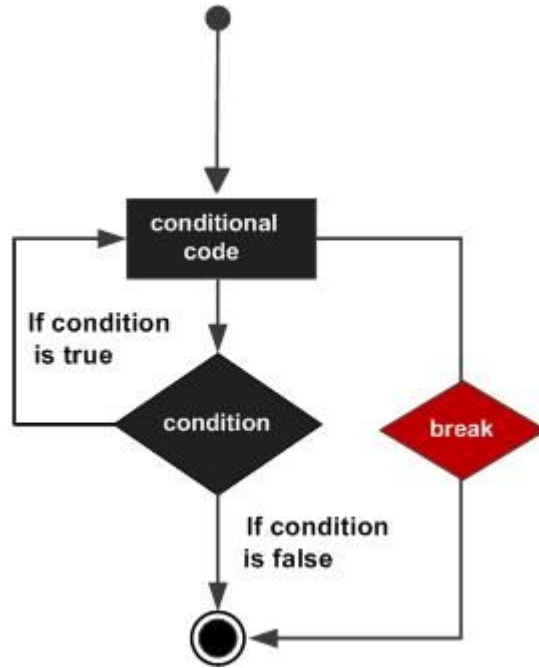 conditional
code
If condition
is true
condition
break
If condition
is false